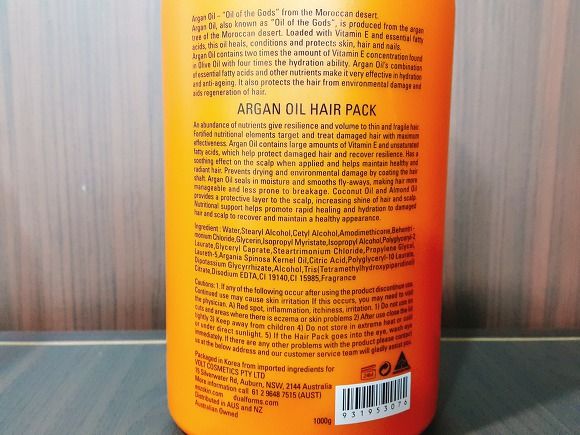 Argan Oil – "Oil of the Gods" from the Moroccan desert.
Argan Oil, also known as "Oil of the Gods", is produced from the argan
tree of the Moroccan desert. Loaded with Vitamin E and essential fatty
acids, this oil heals, conditions and protects skin, hair and nails.
Argan Oil contains two times the amount of Vitamin E concentration found
in Olive Oil with four times the hydration ability. Argan Oil's combination
of essential fatty acids and other nutrients make it very effective in hydration
and anti-ageing. It also protects the hair from environmental damage and
aids regeneration of hair.
ARGAN OIL HAIR PACK
An abundance of nutrients give resilience and volume to thin and fragile hair.
Fortified nutritional elements target and treat damaged hair with maximum
effectiveness. Argan Oil contains large amounts of Vitamin E and unsaturated
fatty acids, which help protect damaged hair and recover resilience. Has a
soothing effect on the scalp when applied and helps maintain healthy and
radiant hair. Prevents drying and environmental damage by coating the hair
shaft. Argan Oil seals in moisture and smooths fly-aways, making hair more
manageable and less prone to breakage. Coconut Oil and Almond Oil
provides a protective layer to the scalp, increasing shine of hair and scalp.
Nutritional support helps promote rapid healing and hydration to damaged
hair and scalp to recover and maintain a healthy appearance.
Ingredient : Water,Stearyl Alcohol,Cetyl Alcohol,Amodimethicone,Behentri-
monium Chloride,Glycerin,Isopropyl Myristate,Isopropyl Alcohol,Polyglyceryl-2
Laurate,Glyceryl Caprate,Steartrimonium Chloride,Propylene Glycol,
Laureth-5,Argania Spinosa Kernel Oil,Citric Acid,Polyglyceryl-10 Laurate,
Dipotassium Glycyrrhizate,Alcohol,Tris(Tetramethylhydroxypiperidinol)
Citrate,Disodium EDTA,CI 19140,CI 15985,Fragrance
Cautions: 1. If any of the following occur after using the product discontinue use.
Continued use may cause skin irritation If this occurs, you may need to visit
the physician. A) Red spot, inflammation, itchiness, irritation. 1) Do not use in
cuts and areas where there is eczema or skin problems 2) After use close the lid
tightly 3) Keep away from children 4) Do not store in extreme heat or cold
or under direct sunlight. 5) If the Hair Pack goes into the eye, wash eye
immediately. If there are any other problems with the product please contact
us at the below address and our customer service team will gladly assist you.
Packaged in Korea from imported ingredients for
VOLT COSMETICS PTY LTD
15 Silverwater Rd, Auburn, NSW, 2144 Australia
More information call 61 2 9648 7515 (AUST)
enzskin.com dualforms.com
Distributed in AUS and NZ
Australian Owned
1000g
24M
931953076